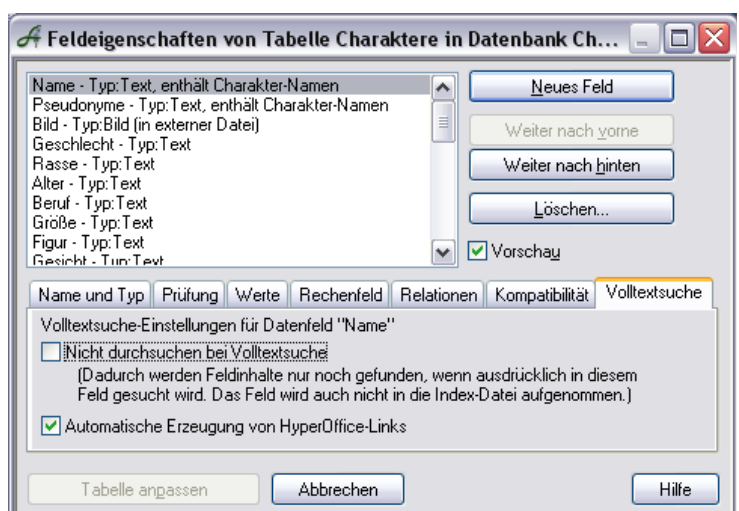 Feldeigenschaften von Tabelle Charaktere in Datenbank Ch...
Name - Typ:Text, enthält Charakter-Namen
Pseudonyme - Typ:Text, enthält Charakter-Namen
Bild - Typ:Bild (in externer Datei)
Geschlecht - Typ:Text
Rasse - Typ:Text
Alter - Typ:Text
Beruf - Typ:Text
Größe - Typ:Text
Figur - Typ:Text
Gesicht - Typ:Text
Neues Feld
Weiter nach vorne
Weiter nach hinten
Löschen...
Vorschau
Name und Typ
Prüfung
Werte
Rechenfeld
Relationen
Kompatibilität
Volltextsuche
Volltextsuche-Einstellungen für Datenfeld "Name"
Nicht durchsuchen bei Volltextsuche
(Dadurch werden Feldinhalte nur noch gefunden, wenn ausdrücklich in diesem
Feld gesucht wird. Das Feld wird auch nicht in die Index-Datei aufgenommen.)
Automatische Erzeugung von HyperOffice-Links
Tabelle anpassen
Abbrechen
Hilfe